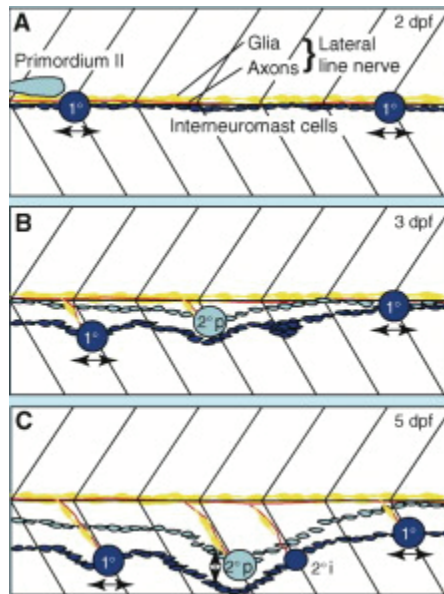 A
2 dpf
Primordium II
Glia
Axons
Lateral
line nerve
1°
1°
Interneuromast cells
B
3 dpf
1°
2° p
1°
C
5 dpf
1°
2° p
2° i
1°